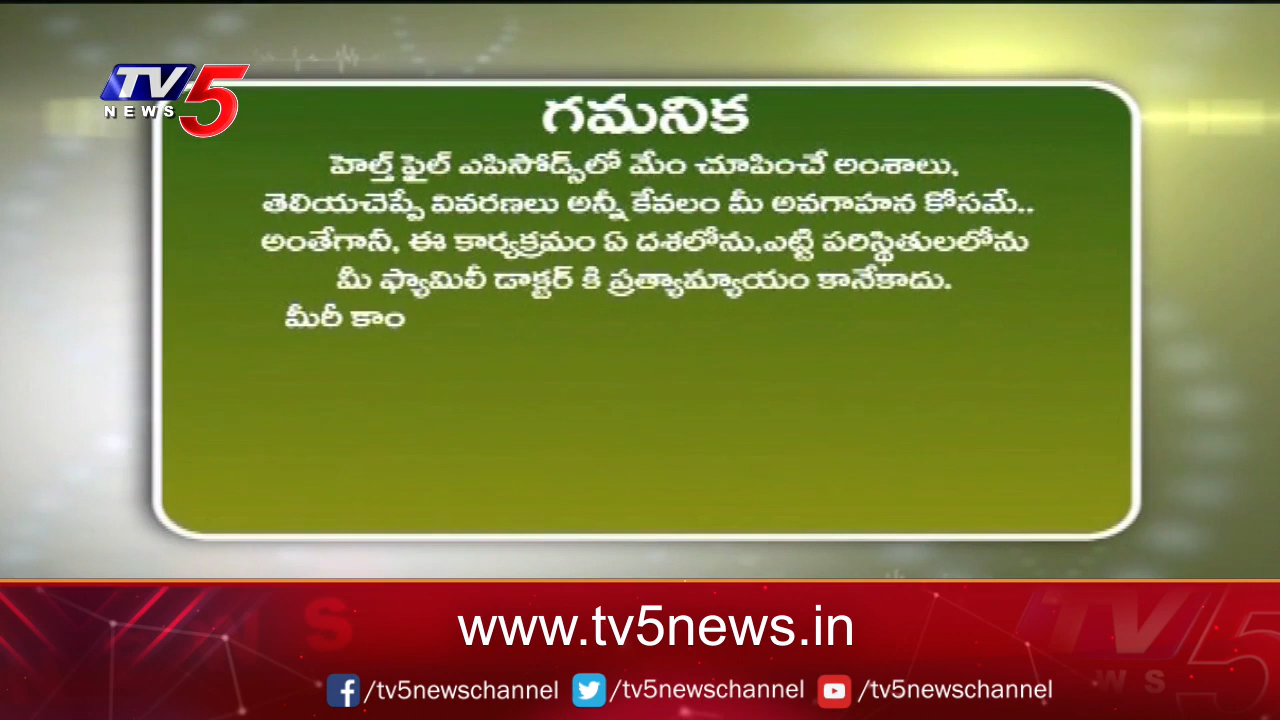 TV5
NEWS
గమనిక
హెల్త్ ఫైల్ ఎపిసోడ్స్‌లో మేం చూపించే అంశాలు,
తెలియచెప్పే వివరణలు అన్నీ కేవలం మీ అవగాహన కోసమే..
అంతేగానీ, ఈ కార్యక్రమం ఏ దశలోను,ఎట్టి పరిస్థితులలోను
మీ ఫ్యామిలీ డాక్టర్ కి ప్రత్యామ్యాయం కానేకాదు.
మీరీ కాం
www.tv5news.in
/tv5newschannel /tv5newschannel /tv5newschannel